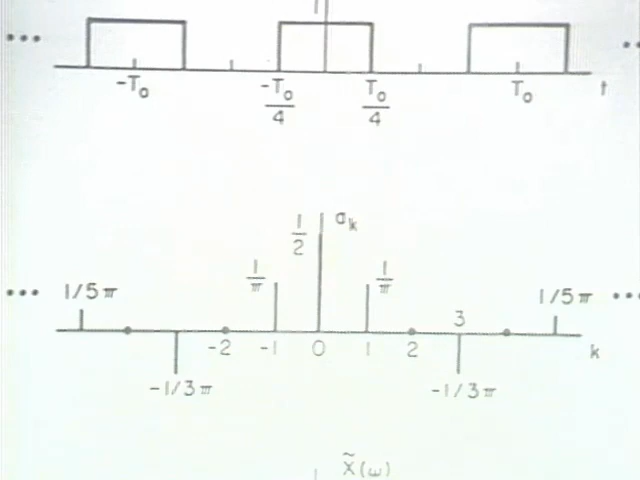 1
-T₀ -T₀/4 T₀/4 T₀ t
1/2 aₖ
1/π 1/π
1/5π 1/5π
3
-2 -1 0 1 2 k
-1/3π -1/3π
X̃(ω)